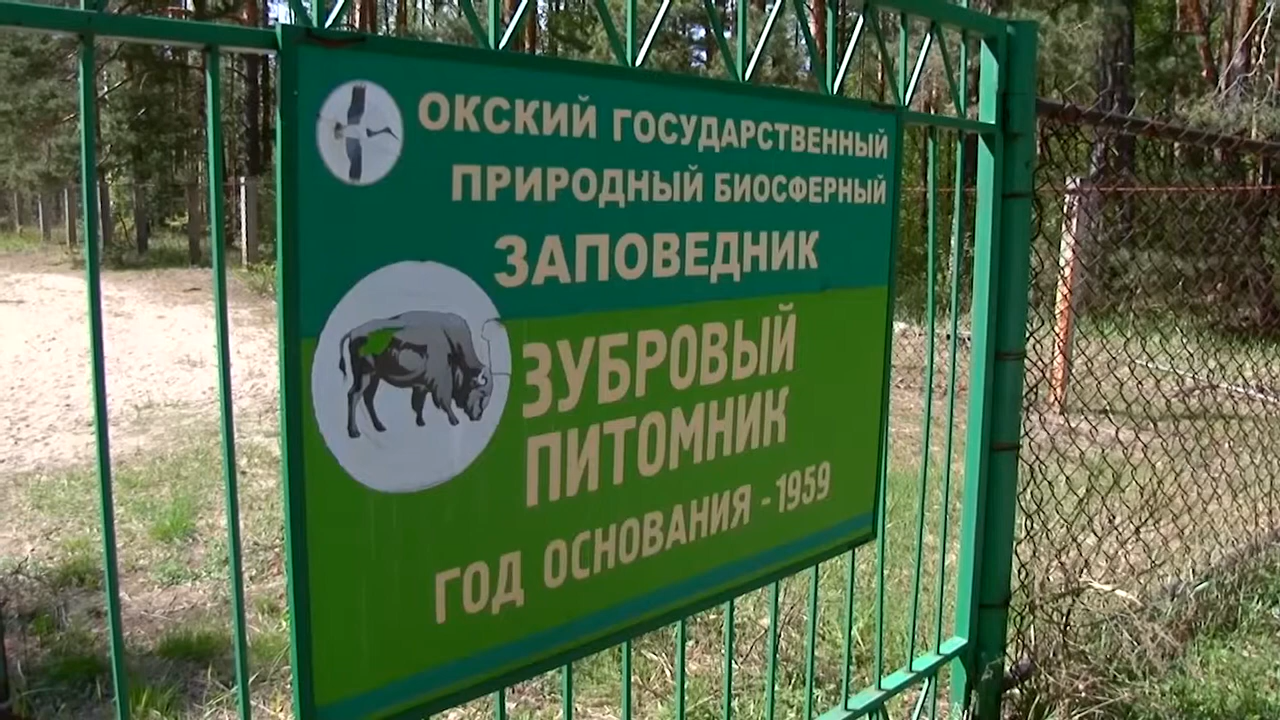 ОКСКИЙ ГОСУДАРСТВЕННЫЙ
ПРИРОДНЫЙ БИОСФЕРНЫЙ
ЗАПОВЕДНИК
ЗУБРОВЫЙ
ПИТОМНИК
ГОД ОСНОВАНИЯ - 1959